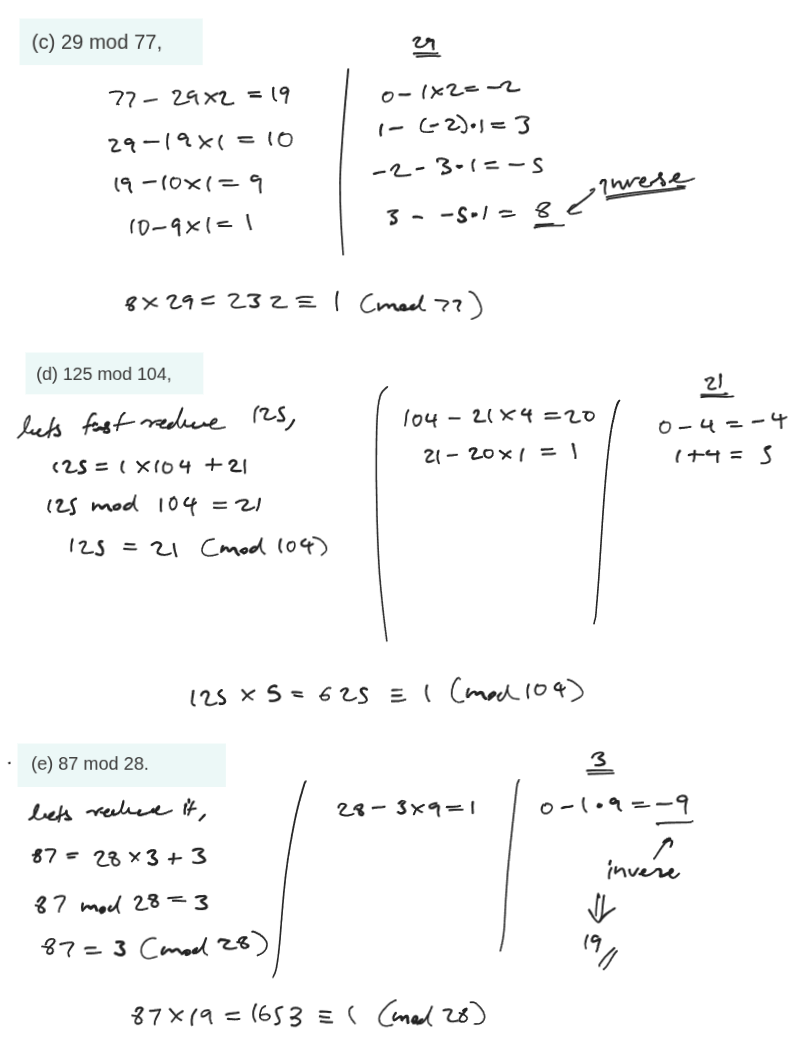 (c) 29 mod 77,
29
77 - 29×2 = 19
0 - 1×2 = -2
29 - 19×1 = 10
1 - (-2)·1 = 3
19 - 10×1 = 9
-2 - 3·1 = -5
10 - 9×1 = 1
3 - -5·1 = 8
inverse
8 × 29 = 232 ≡ 1 (mod 77)
(d) 125 mod 104,
lets fast reduce 125,
125 = 1×104 + 21
125 mod 104 = 21
125 = 21 (mod 104)
104 - 21×4 = 20
21 - 20×1 = 1
21
0 - 4 = -4
1+4 = 5
125 × 5 = 625 ≡ 1 (mod 104)
(e) 87 mod 28.
lets reduce it,
87 = 28×3 + 3
87 mod 28 = 3
87 = 3 (mod 28)
28 - 3×9 = 1
3
0 - 1·9 = -9
invere
⇓
19 //
87×19 = 1653 ≡ 1 (mod 28)